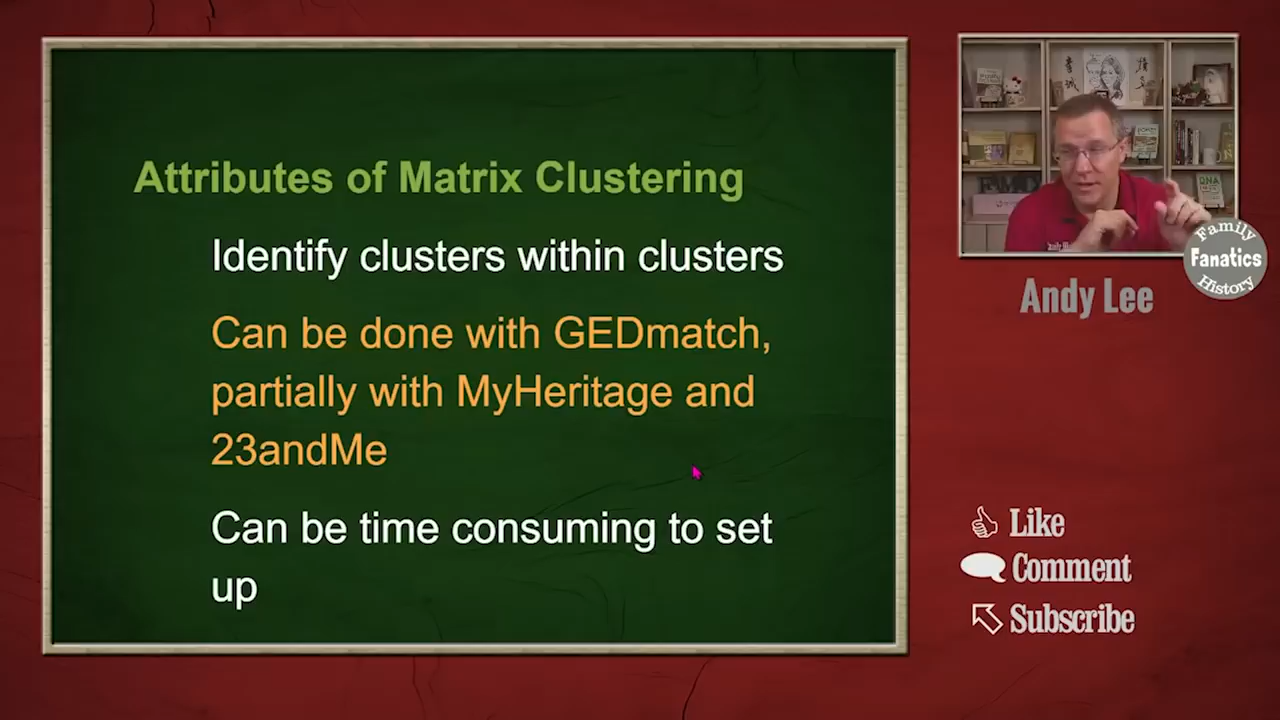 Attributes of Matrix Clustering
Identify clusters within clusters
Can be done with GEDmatch,
partially with MyHeritage and
23andMe
Can be time consuming to set
up
Family
Fanatics
History
Andy Lee
Like
Comment
Subscribe
DNA